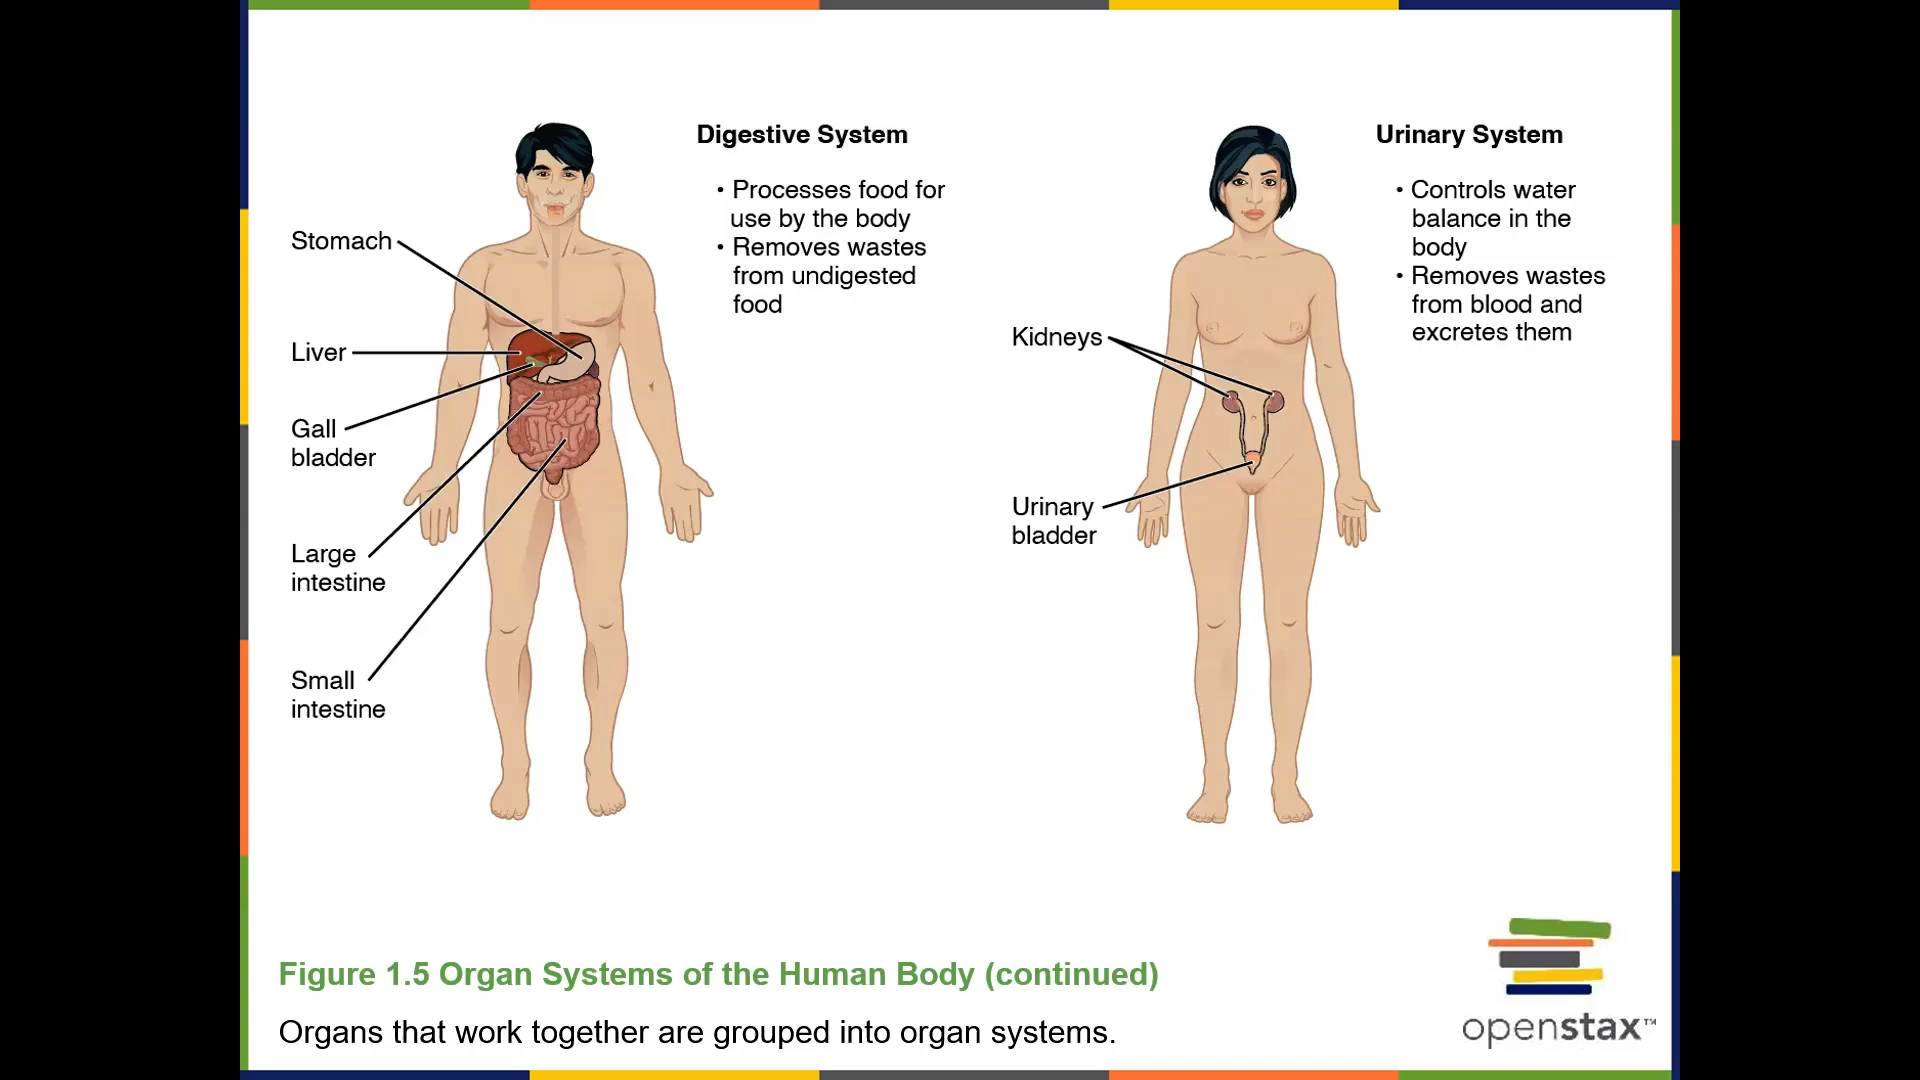 Digestive System
• Processes food for
use by the body
• Removes wastes
from undigested
food
Stomach
Liver
Gall
bladder
Large
intestine
Small
intestine
Urinary System
• Controls water
balance in the
body
• Removes wastes
from blood and
excretes them
Kidneys
Urinary
bladder
Figure 1.5 Organ Systems of the Human Body (continued)
Organs that work together are grouped into organ systems.
openstax™